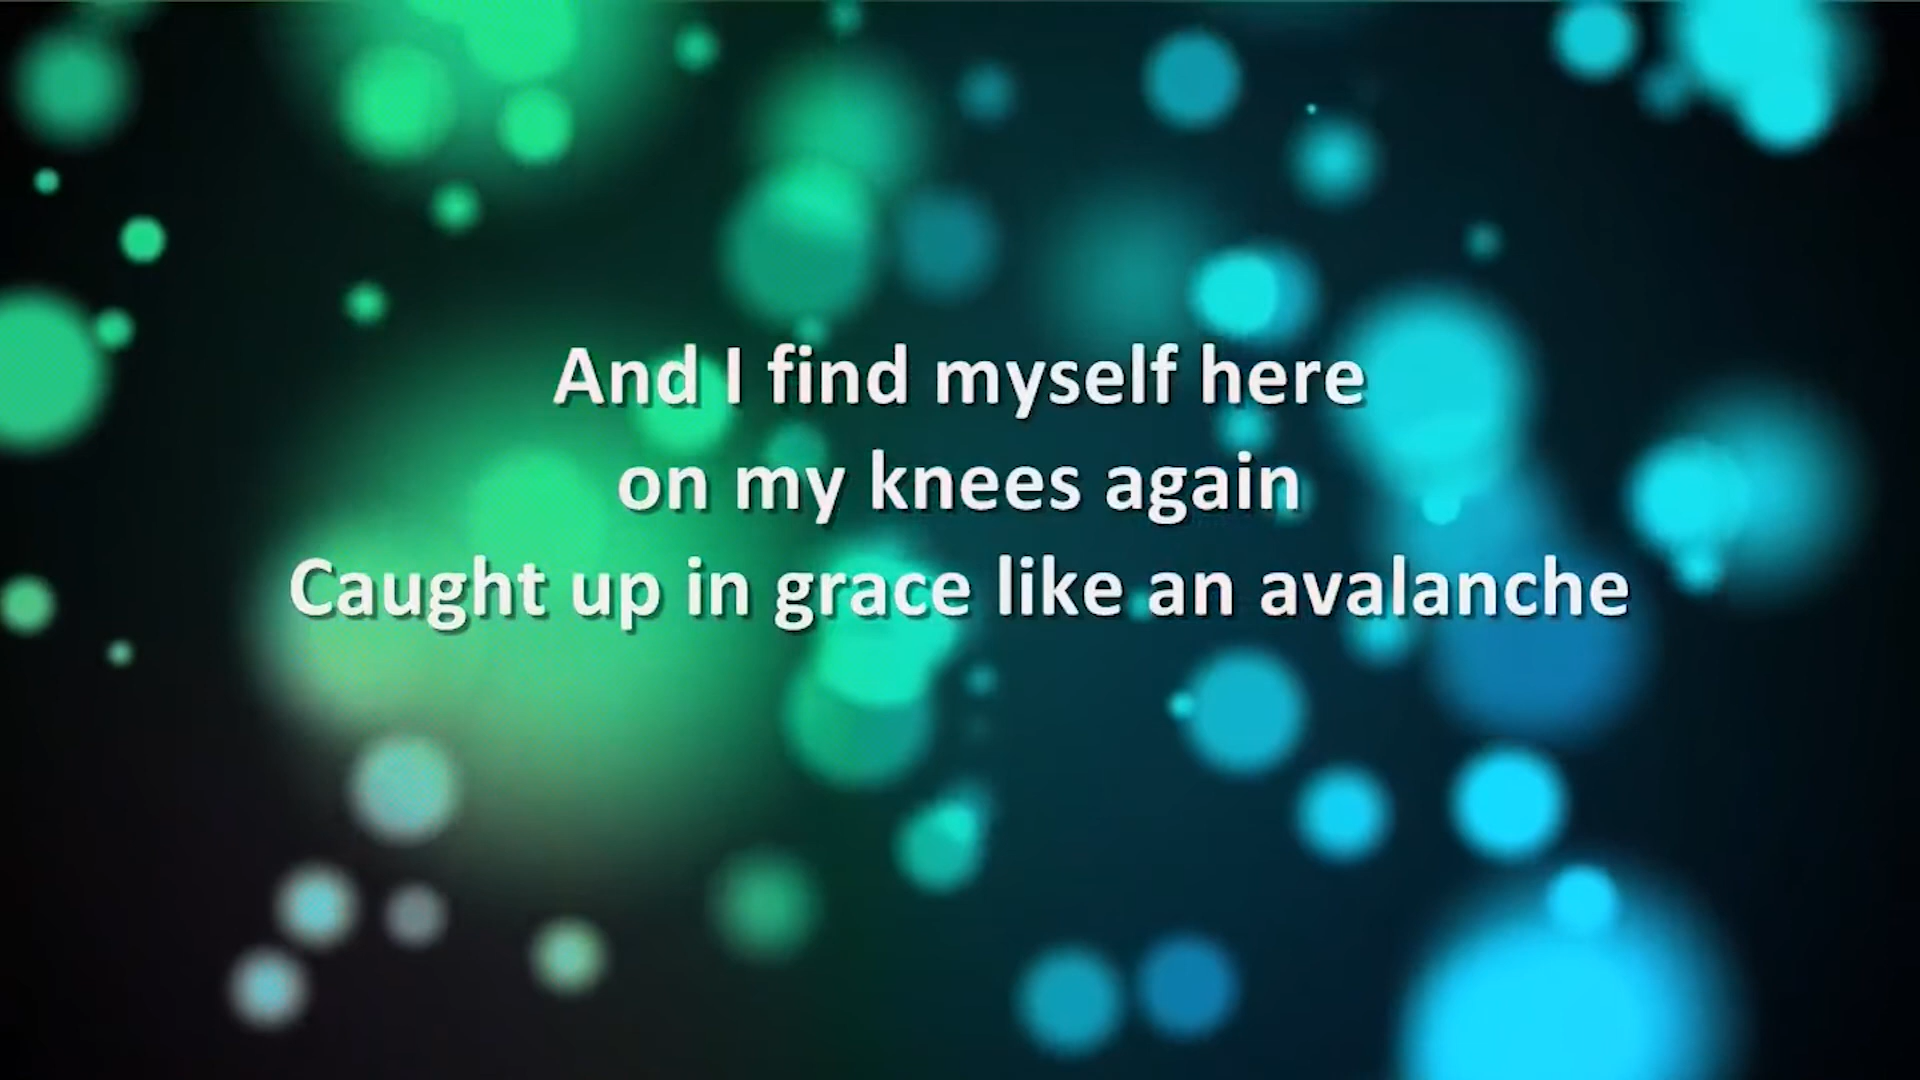 And I find myself here
on my knees again
Caught up in grace like an avalanche